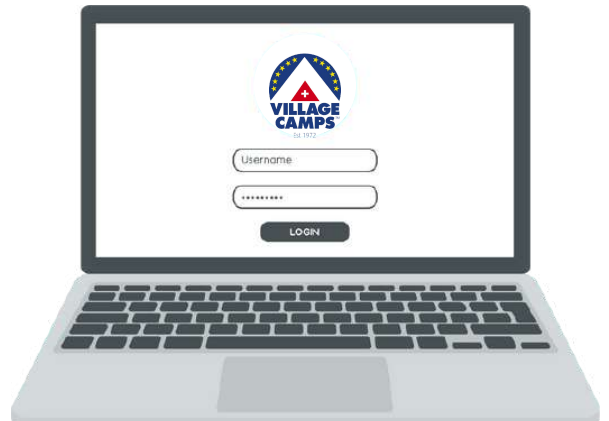 VILLAGE
CAMPS
Est. 1972
Username
•••••••••
LOGIN